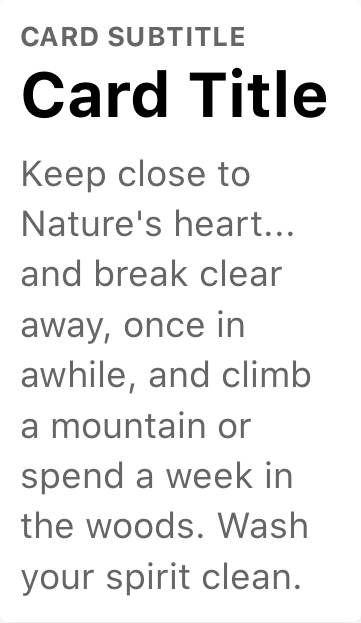 CARD SUBTITLE
Card Title
Keep close to
Nature's heart...
and break clear
away, once in
awhile, and climb
a mountain or
spend a week in
the woods. Wash
your spirit clean.